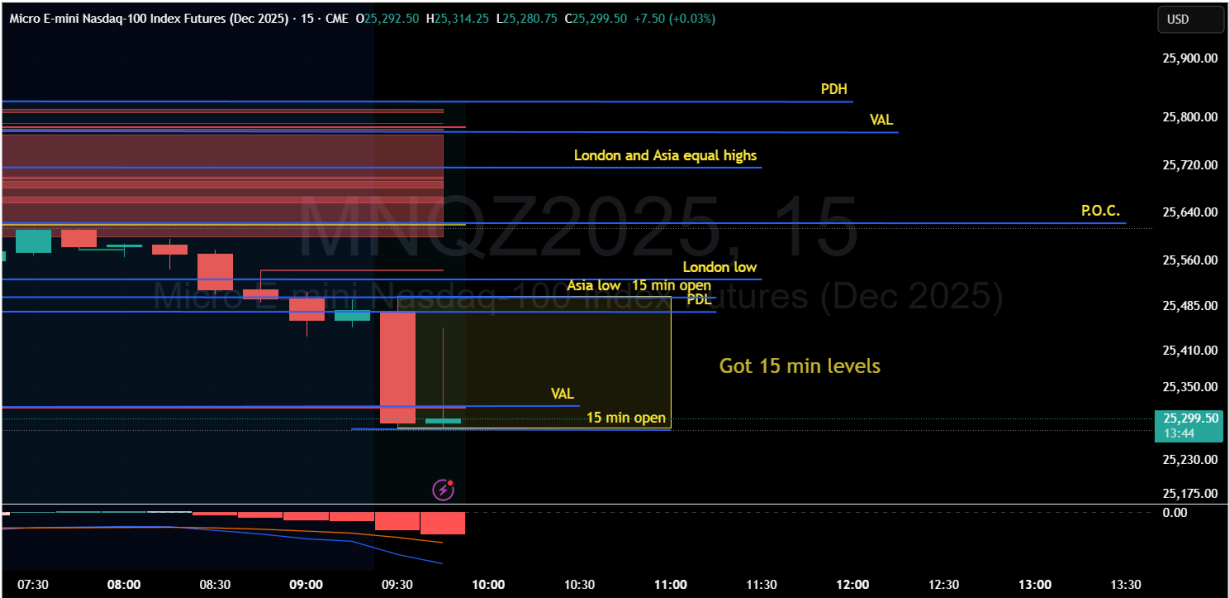 Micro E-mini Nasdaq-100 Index Futures (Dec 2025) · 15 · CME O25,292.50 H25,314.25 L25,280.75 C25,299.50 +7.50 (+0.03%)
USD
25,900.00
PDH
25,800.00
VAL
London and Asia equal highs
25,720.00
MNQZ2025, 15
P.O.C.
25,640.00
London low
25,560.00
Asia low 15 min open
Micro E-mini Nasdaq-100 Index Futures (Dec 2025)
PDL
25,485.00
25,410.00
Got 15 min levels
25,350.00
VAL
15 min open
25,299.50
13:44
25,230.00
25,175.00
0.00
07:30 08:00 08:30 09:00 09:30 10:00 10:30 11:00 11:30 12:00 12:30 13:00 13:30